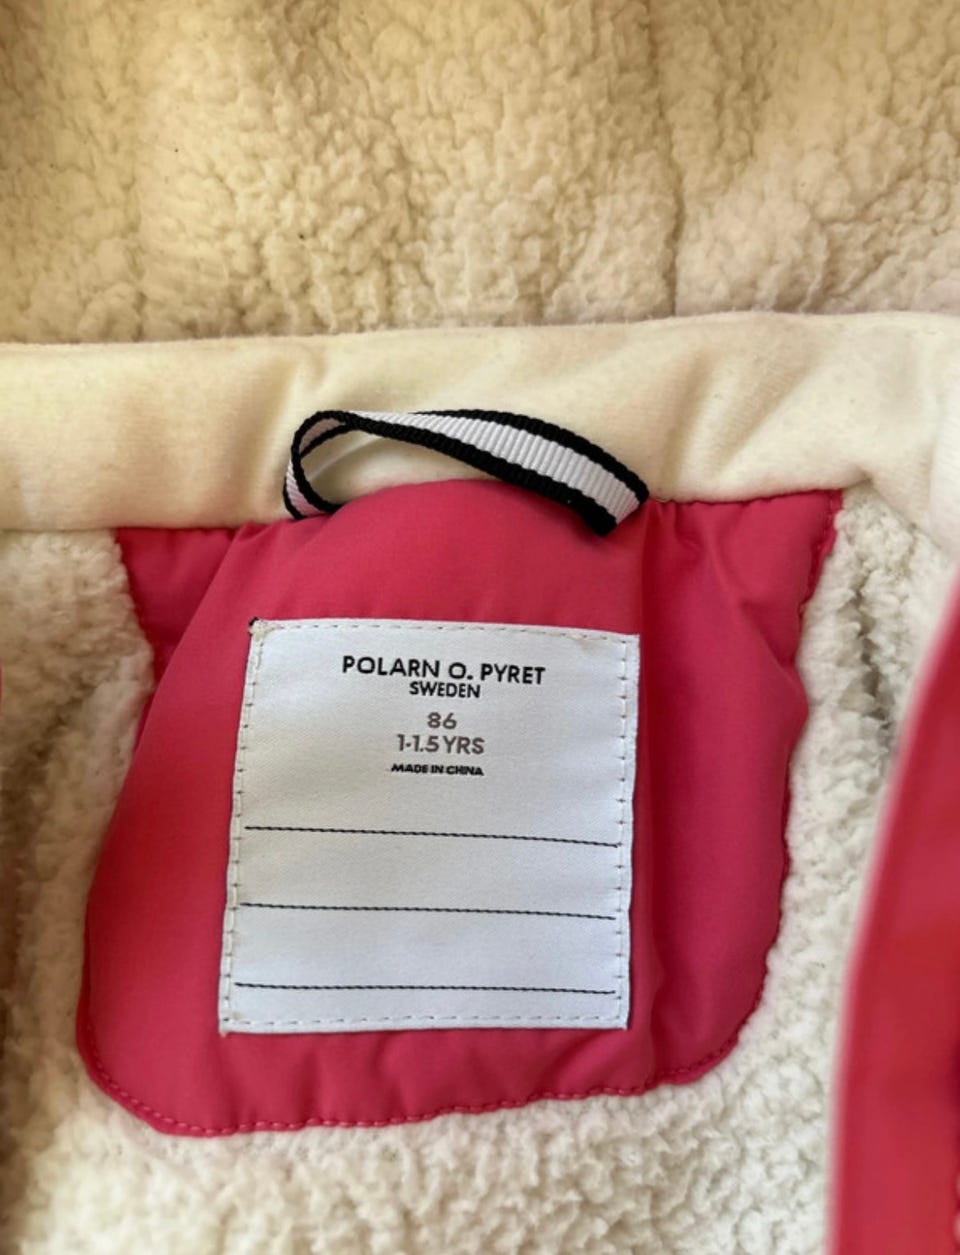 POLARN O. PYRET
SWEDEN
86
1-1.5 YRS
MADE IN CHINA